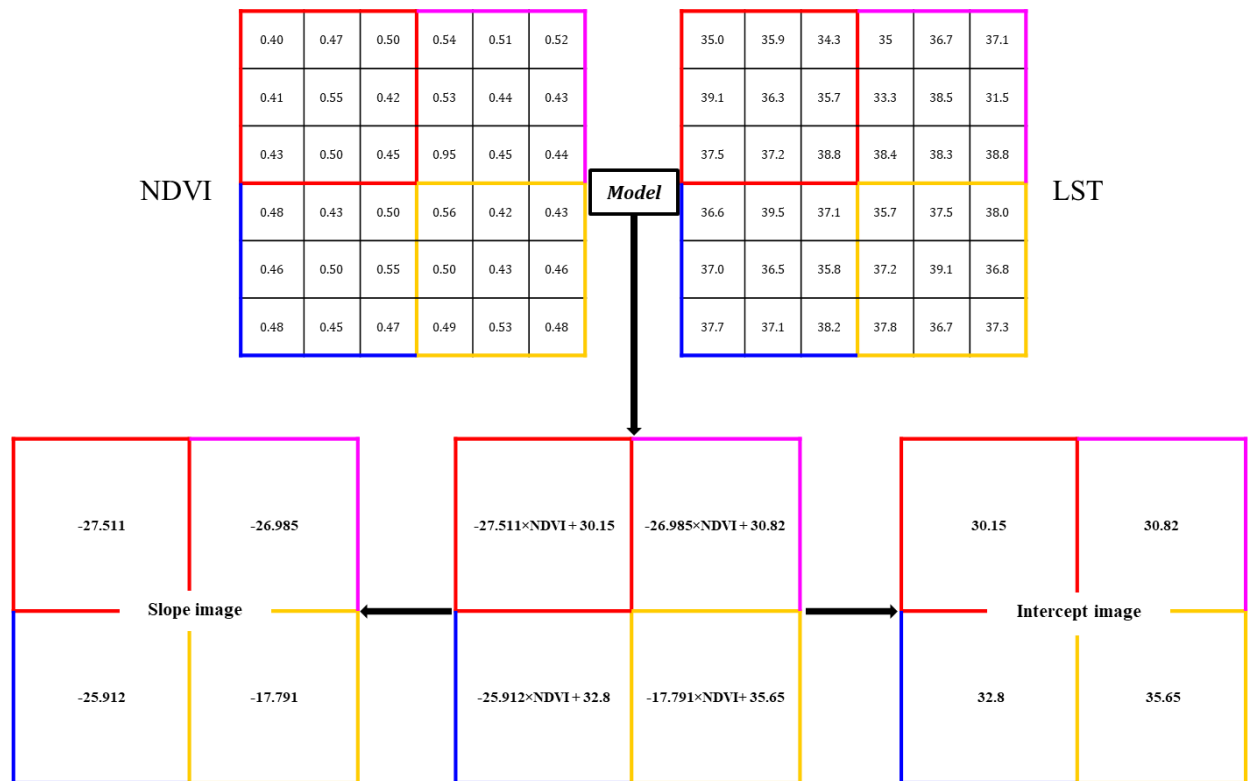 0.40 0.47 0.50 0.54 0.51 0.52 35.0 35.9 34.3 35 36.7 37.1
0.41 0.55 0.42 0.53 0.44 0.43 39.1 36.3 35.7 33.3 38.5 31.5
0.43 0.50 0.45 0.95 0.45 0.44 37.5 37.2 38.8 38.4 38.3 38.8
NDVI Model LST
0.48 0.43 0.50 0.56 0.42 0.43 36.6 39.5 37.1 35.7 37.5 38.0
0.46 0.50 0.55 0.50 0.43 0.46 37.0 36.5 35.8 37.2 39.1 36.8
0.48 0.45 0.47 0.49 0.53 0.48 37.7 37.1 38.2 37.8 36.7 37.3
-27.511 -26.985 -27.511×NDVI + 30.15 -26.985×NDVI + 30.82 30.15 30.82
Slope image Intercept image
-25.912 -17.791 -25.912×NDVI + 32.8 -17.791×NDVI+ 35.65 32.8 35.65